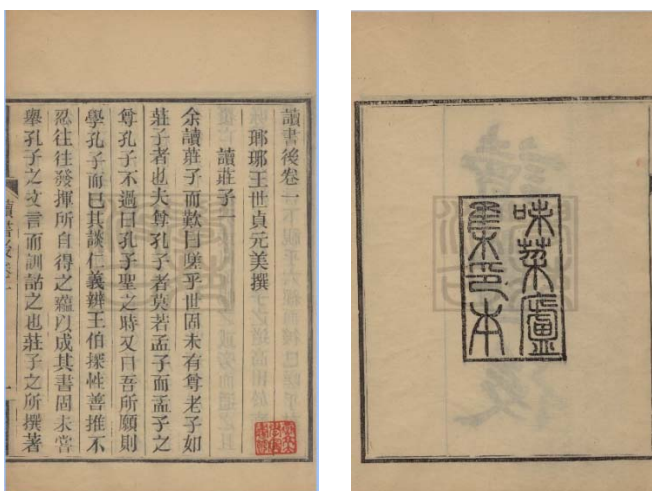 讀書後卷一
瑯琊王世貞元美撰
讀莊子一
余讀莊子而歎曰嗟乎世固未有尊老子如
莊子者也夫尊孔子者莫若孟子而孟子之
尊孔子不過曰孔子聖之時又曰吾所願則
學孔子而已其談仁義辨王伯探性善推不
忍往往發揮所自得之蘊以成其書固未嘗
舉孔子之文言而訓詁之也莊子之所撰著
味菜廬
集印本